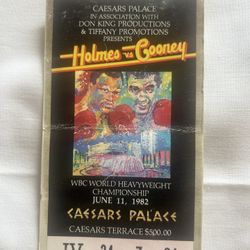 CAESARS PALACE
IN ASSOCIATION WITH
DON KING PRODUCTIONS
& TIFFANY PROMOTIONS
PRESENTS
Holmes vs Cooney
WBC WORLD HEAVYWEIGHT
CHAMPIONSHIP
JUNE 11, 1982
CAESARS PALACE
CAESARS TERRACE $500.00